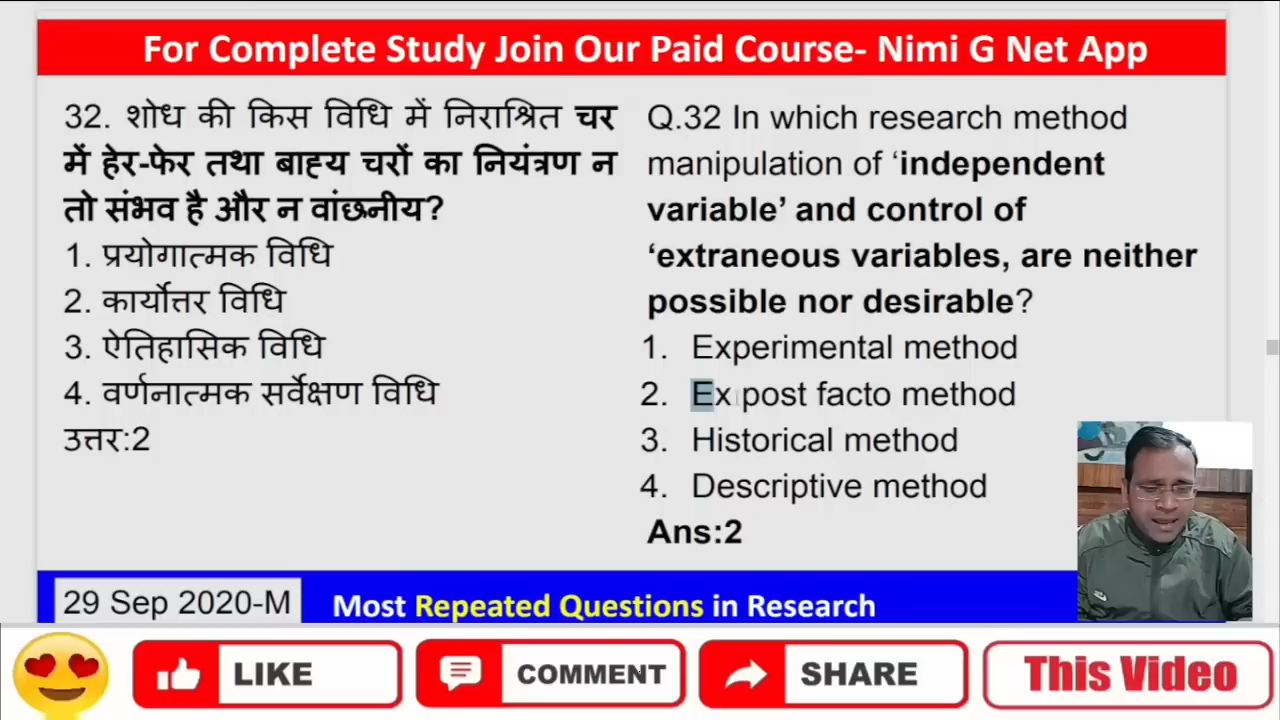 For Complete Study Join Our Paid Course- Nimi G Net App
32. शोध की किस विधि में निराश्रित चर
में हेर-फेर तथा बाह्य चरों का नियंत्रण न
तो संभव है और न वांछनीय?
1. प्रयोगात्मक विधि
2. कार्योत्तर विधि
3. ऐतिहासिक विधि
4. वर्णनात्मक सर्वेक्षण विधि
उत्तर:2
Q.32 In which research method
manipulation of ‘independent
variable’ and control of
‘extraneous variables, are neither
possible nor desirable?
1. Experimental method
2. Ex post facto method
3. Historical method
4. Descriptive method
Ans:2
29 Sep 2020-M
Most Repeated Questions in Research
LIKE
COMMENT
SHARE
This Video